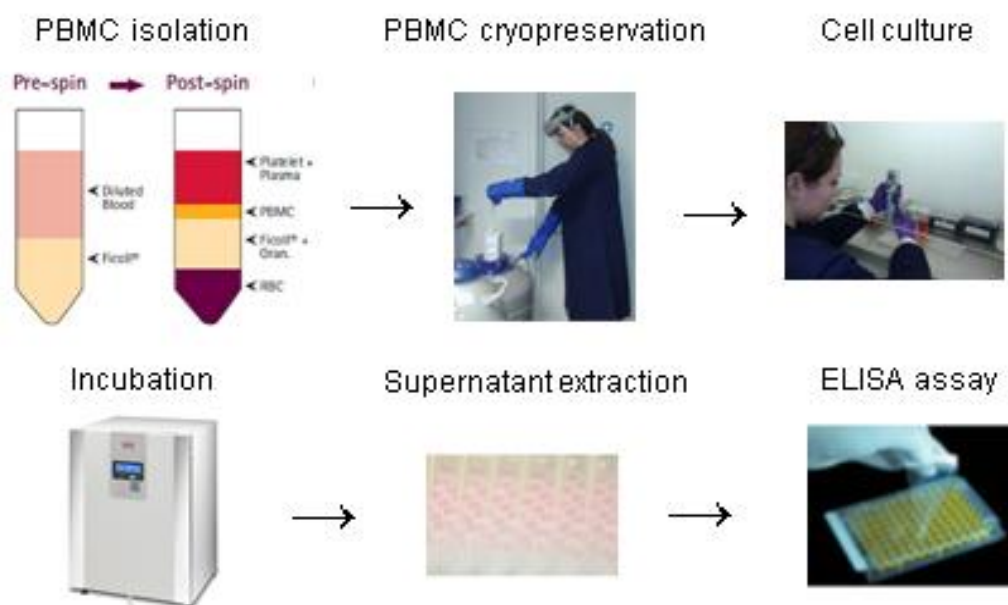 PBMC isolation
PBMC cryopreservation
Cell culture
Pre-spin
Post-spin
Platelet +
Plasma
Diluted
Blood
PBMC
Ficoll® +
Gran.
Ficoll®
RBC
Incubation
Supernatant extraction
ELISA assay